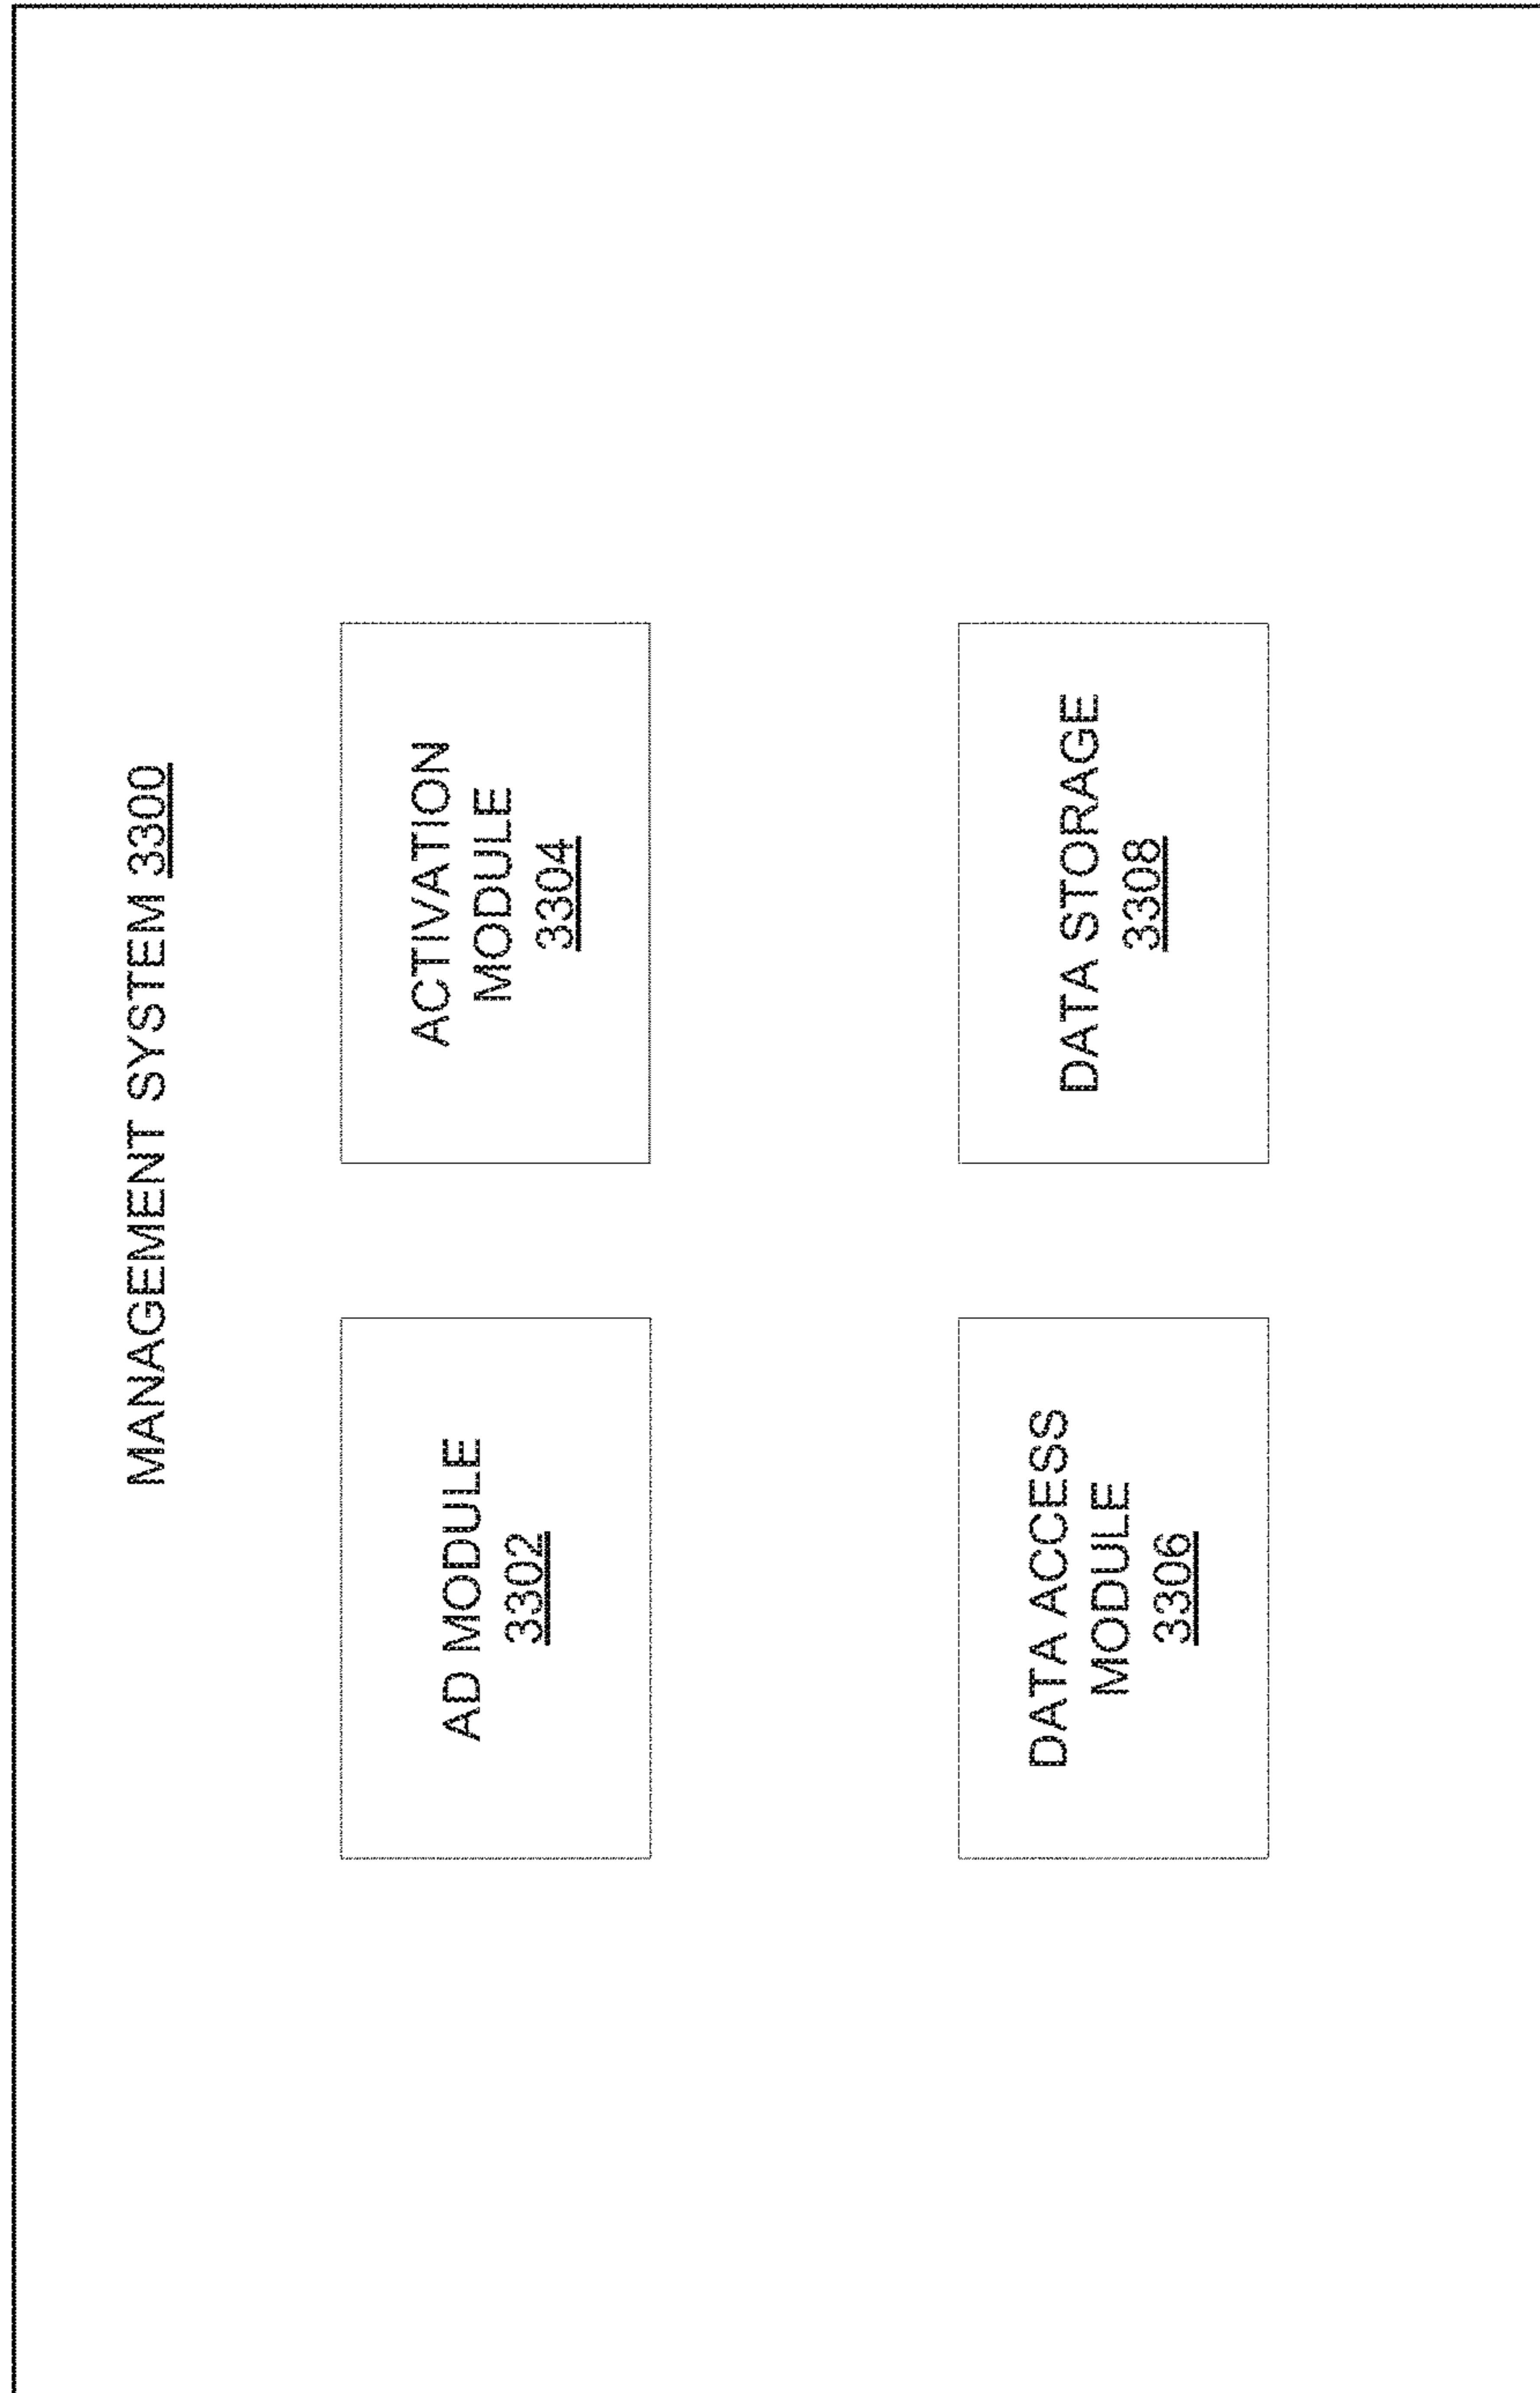 MANAGEMENT SYSTEM 3300
AD MODULE
3302
ACTIVATION
MODULE
3304
DATA ACCESS
MODULE
3306
DATA STORAGE
3308